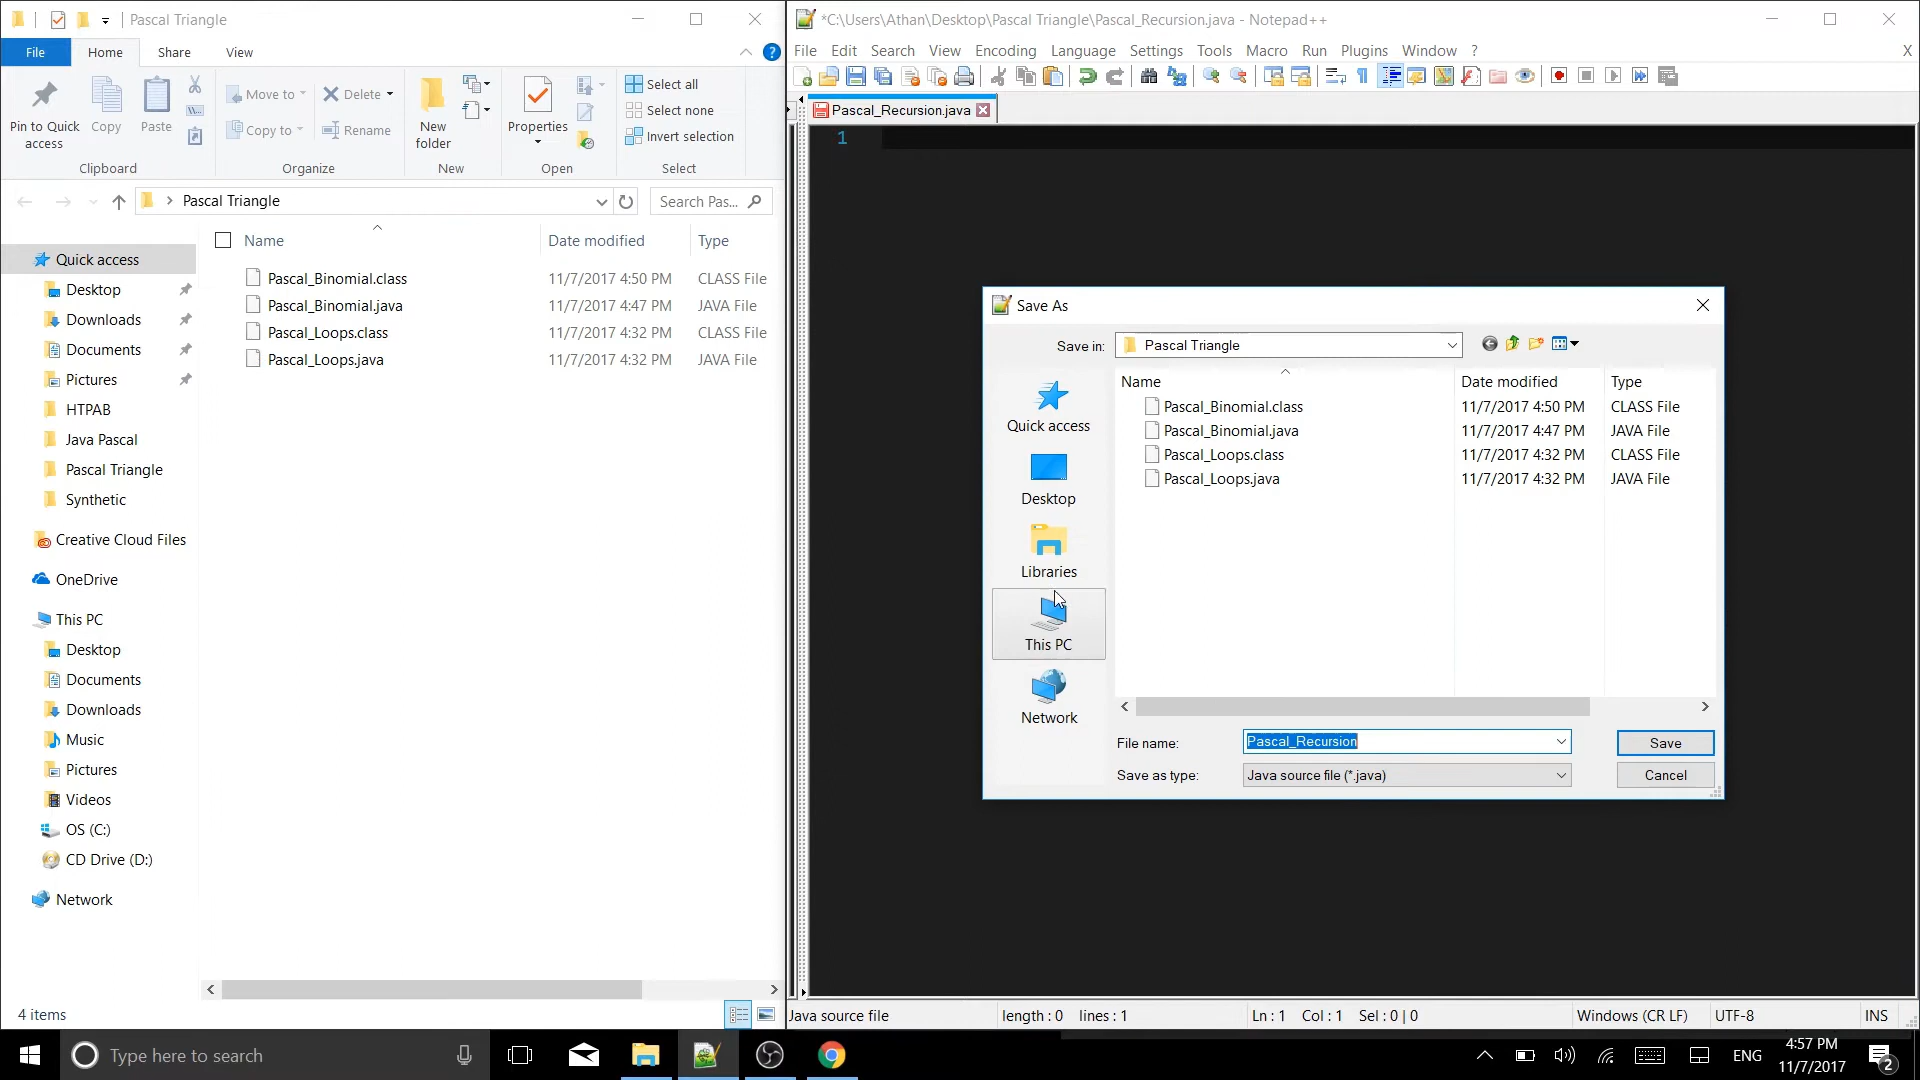 Pascal Triangle
File Home Share View
Pin to Quick access
Copy
Paste
Move to
Copy to
Delete
Rename
New folder
Properties
Select all
Select none
Invert selection
Clipboard Organize New Open Select
Pascal Triangle
Search Pas...
Name Date modified Type
Pascal_Binomial.class 11/7/2017 4:50 PM CLASS File
Pascal_Binomial.java 11/7/2017 4:47 PM JAVA File
Pascal_Loops.class 11/7/2017 4:32 PM CLASS File
Pascal_Loops.java 11/7/2017 4:32 PM JAVA File
Quick access
Desktop
Downloads
Documents
Pictures
HTPAB
Java Pascal
Pascal Triangle
Synthetic
Creative Cloud Files
OneDrive
This PC
Desktop
Documents
Downloads
Music
Pictures
Videos
OS (C:)
CD Drive (D:)
Network
4 items
*C:\Users\Athan\Desktop\Pascal Triangle\Pascal_Recursion.java - Notepad++
File Edit Search View Encoding Language Settings Tools Macro Run Plugins Window ? X
Pascal_Recursion.java
1
Save As
Save in: Pascal Triangle
Quick access
Desktop
Libraries
This PC
Network
Name Date modified Type
Pascal_Binomial.class 11/7/2017 4:50 PM CLASS File
Pascal_Binomial.java 11/7/2017 4:47 PM JAVA File
Pascal_Loops.class 11/7/2017 4:32 PM CLASS File
Pascal_Loops.java 11/7/2017 4:32 PM JAVA File
File name: Pascal_Recursion Save
Save as type: Java source file (*.java) Cancel
Java source file length : 0 lines : 1 Ln : 1 Col : 1 Sel : 0 | 0 Windows (CR LF) UTF-8 INS
Type here to search
ENG
4:57 PM
11/7/2017
2